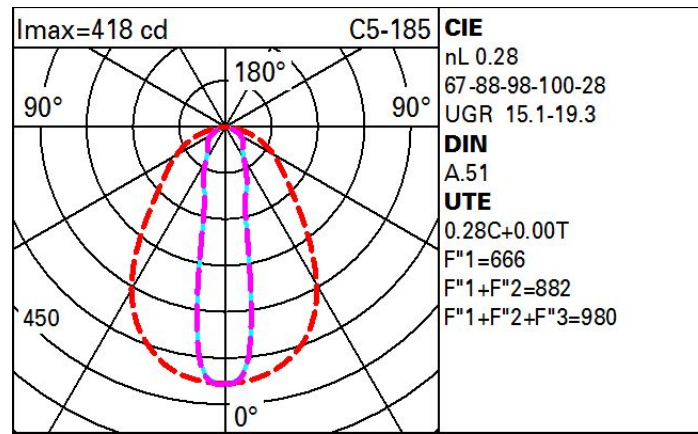 Imax=418 cd C5-185
180°
90° 90°
450
0°
CIE
nL 0.28
67-88-98-100-28
UGR 15.1-19.3
DIN
A.51
UTE
0.28C+0.00T
F"1=666
F"1+F"2=882
F"1+F"2+F"3=980